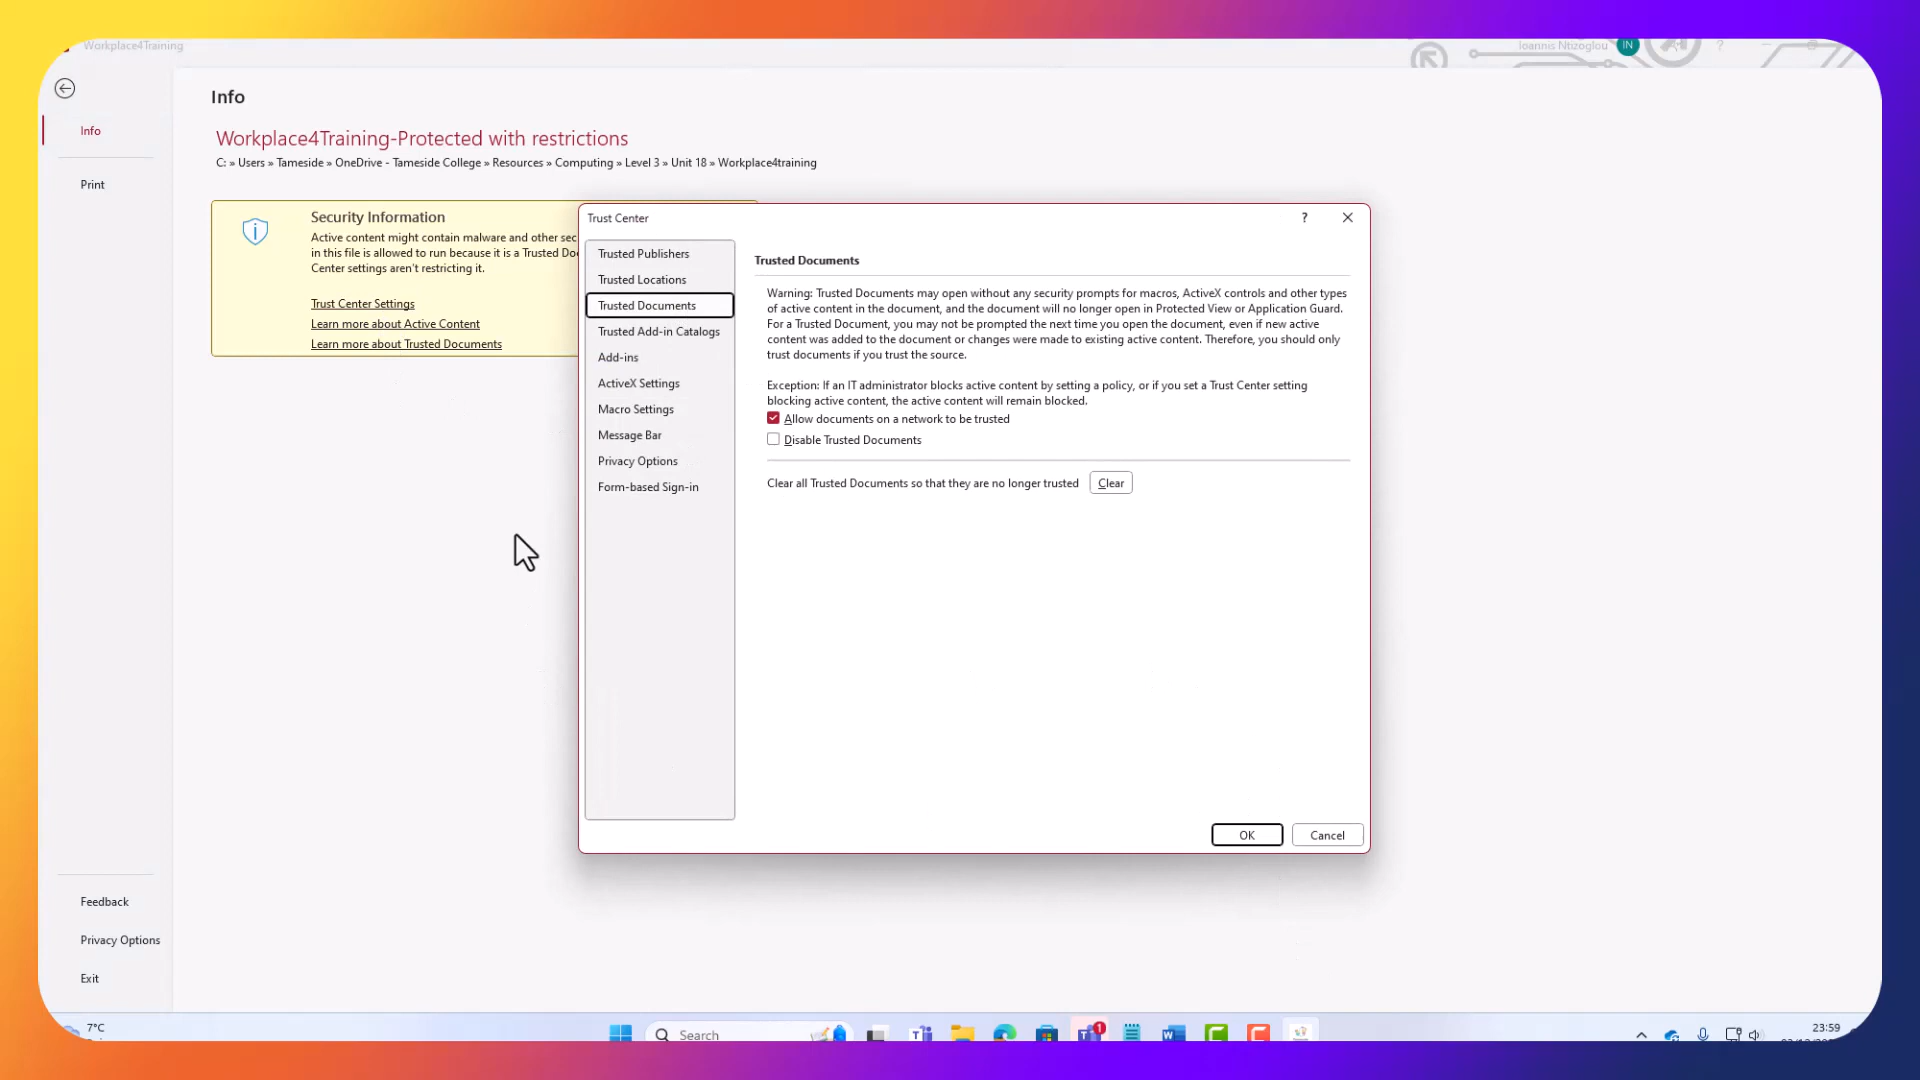 Workplace4Training
Ioannis Ntizoglou IN ?
Info
Info
Workplace4Training-Protected with restrictions
C: » Users » Tameside » OneDrive - Tameside College » Resources » Computing » Level 3 » Unit 18 » Workplace4training
Print
Security Information
Active content might contain malware and other sec
in this file is allowed to run because it is a Trusted Do
Center settings aren't restricting it.
Trust Center Settings
Learn more about Active Content
Learn more about Trusted Documents
Trust Center
?
Trusted Publishers
Trusted Locations
Trusted Documents
Trusted Add-in Catalogs
Add-ins
ActiveX Settings
Macro Settings
Message Bar
Privacy Options
Form-based Sign-in
Trusted Documents
Warning: Trusted Documents may open without any security prompts for macros, ActiveX controls and other types
of active content in the document, and the document will no longer open in Protected View or Application Guard.
For a Trusted Document, you may not be prompted the next time you open the document, even if new active
content was added to the document or changes were made to existing active content. Therefore, you should only
trust documents if you trust the source.
Exception: If an IT administrator blocks active content by setting a policy, or if you set a Trust Center setting
blocking active content, the active content will remain blocked.
Allow documents on a network to be trusted
Disable Trusted Documents
Clear all Trusted Documents so that they are no longer trusted
Clear
OK
Cancel
Feedback
Privacy Options
Exit
7°C
Search
1
23:59